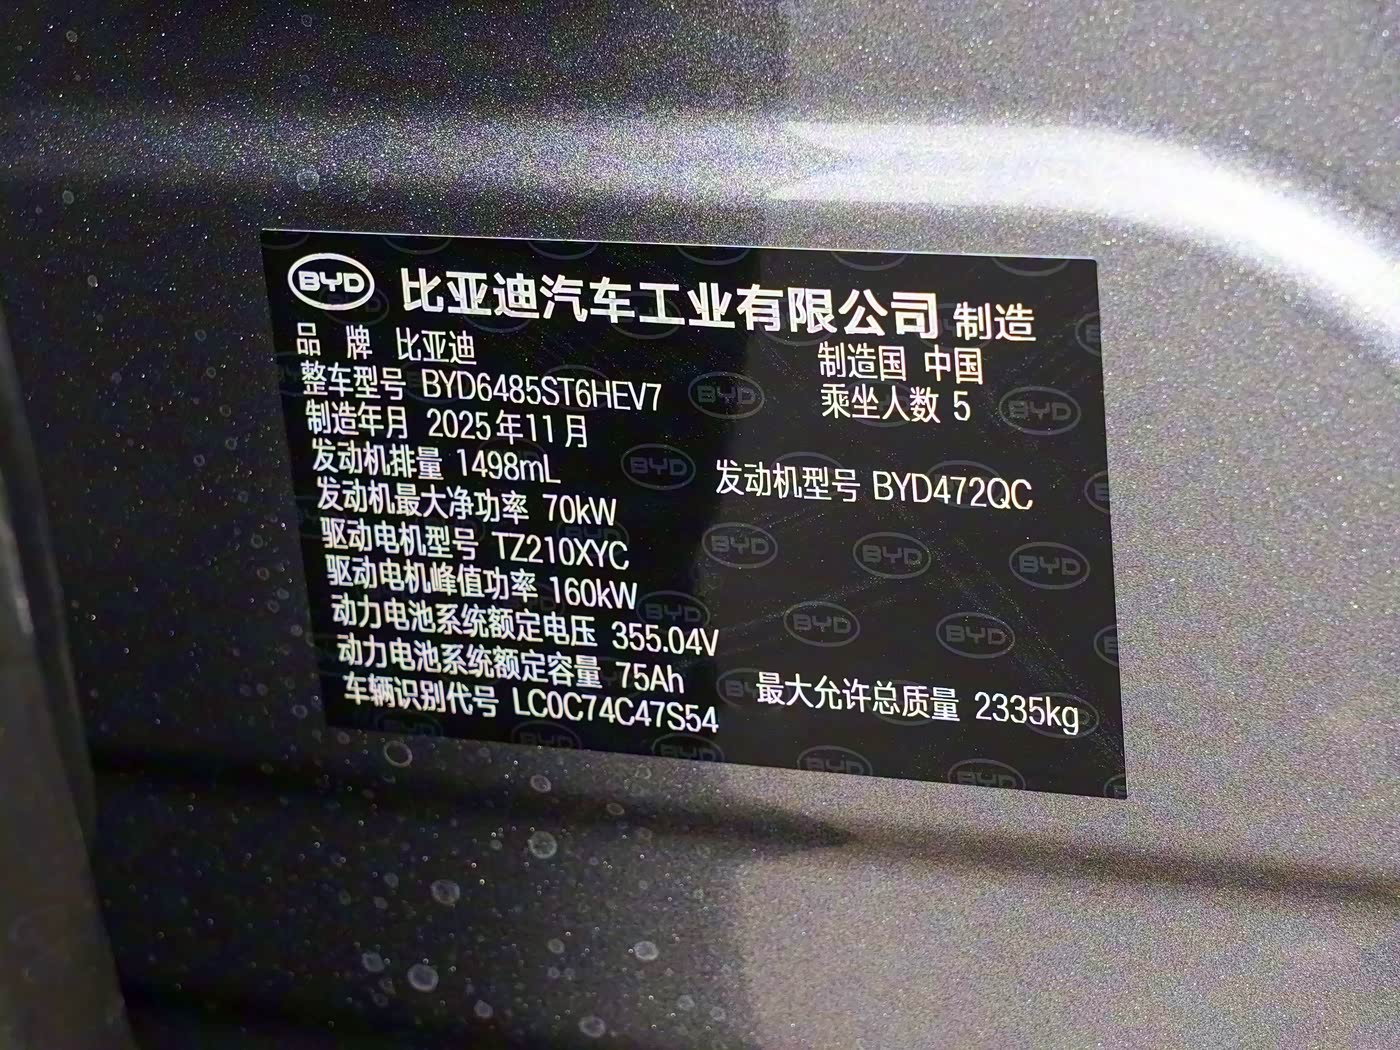 BYD 比亚迪汽车工业有限公司 制造
品 牌 比亚迪 制造国 中国
整车型号 BYD6485ST6HEV7 乘坐人数 5
制造年月 2025年11月
发动机排量 1498mL 发动机型号 BYD472QC
发动机最大净功率 70kW
驱动电机型号 TZ210XYC
驱动电机峰值功率 160kW
动力电池系统额定电压 355.04V
动力电池系统额定容量 75Ah 最大允许总质量 2335kg
车辆识别代号 LC0C74C47S54